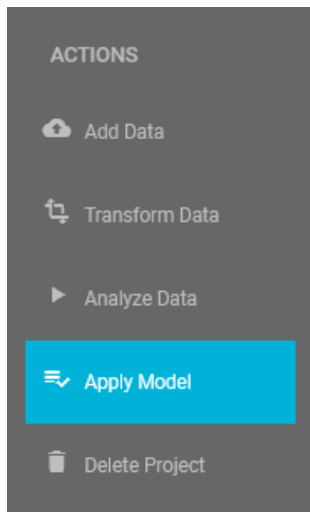 ACTIONS
Add Data
Transform Data
Analyze Data
Apply Model
Delete Project